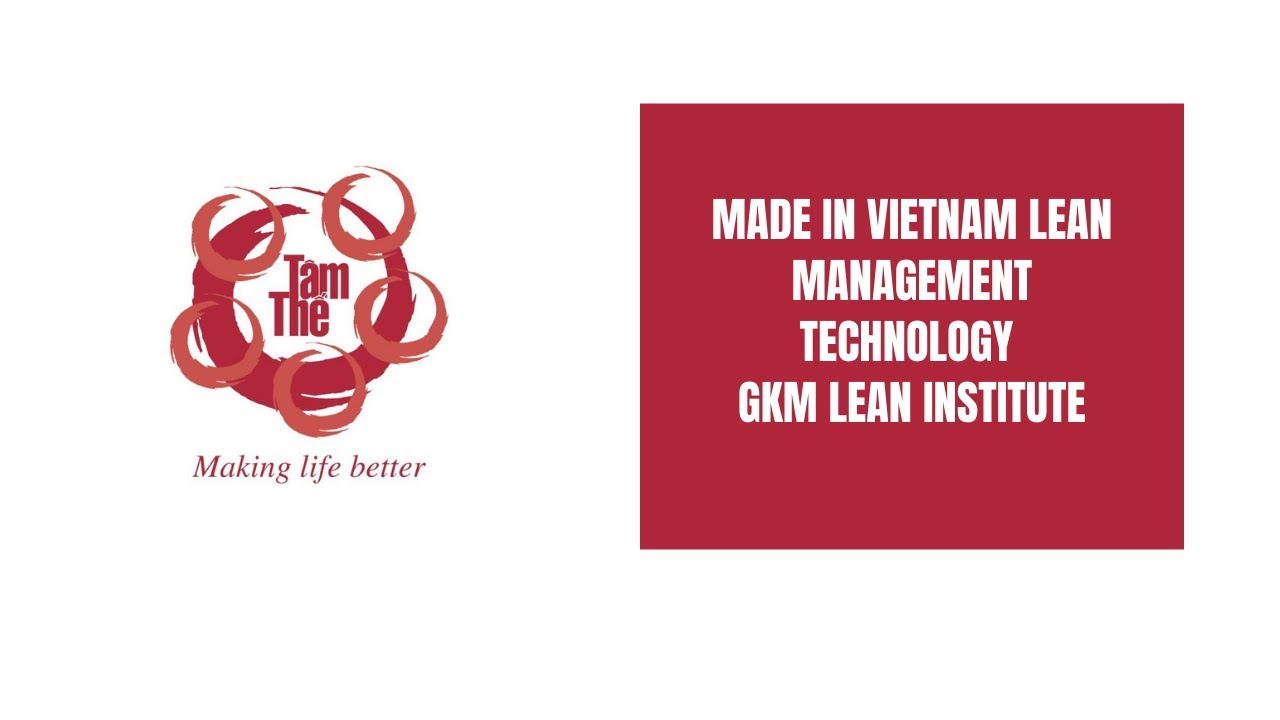 Tâm
Thế
Making life better
MADE IN VIETNAM LEAN
MANAGEMENT
TECHNOLOGY
GKM LEAN INSTITUTE